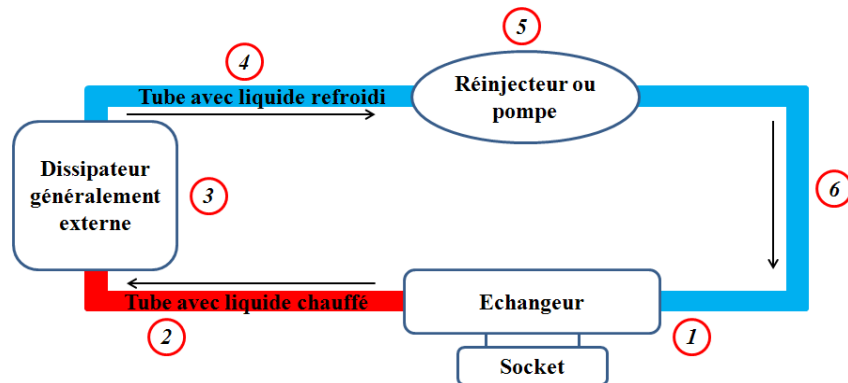 5
4
Tube avec liquide refroidi
Réinjecteur ou
pompe
Dissipateur
généralement
externe
3
6
Tube avec liquide chauffé
Echangeur
2
1
Socket